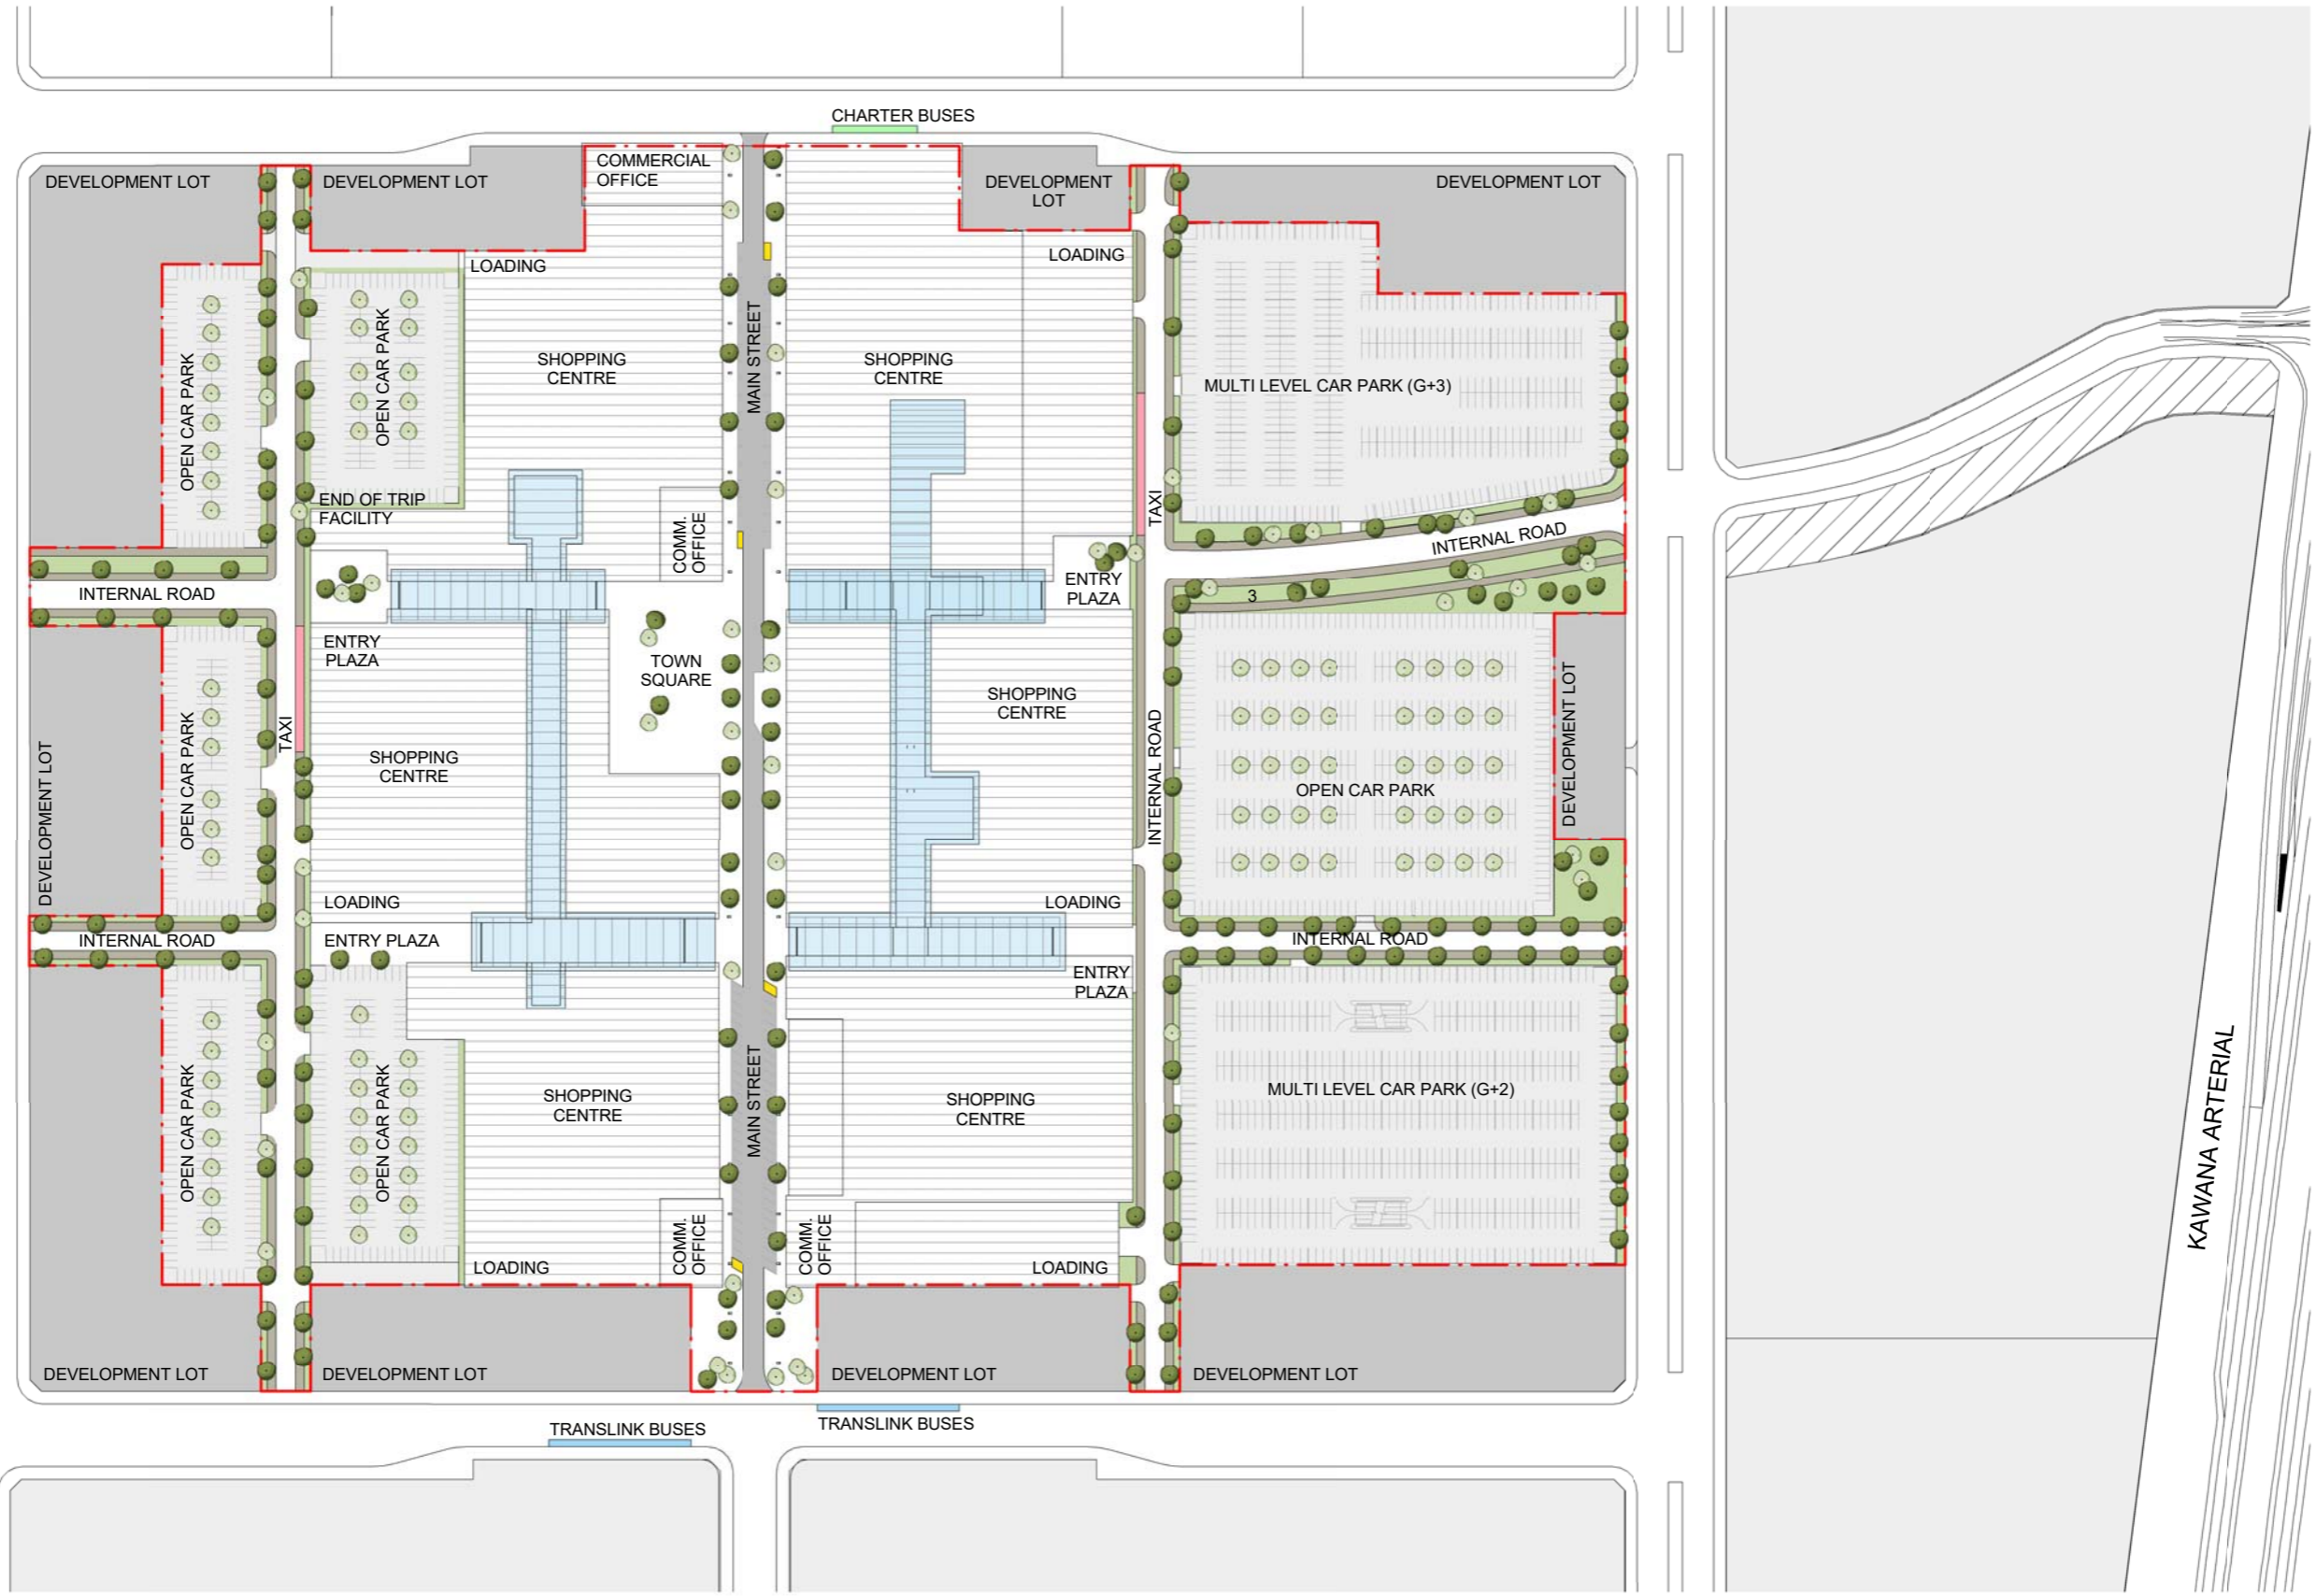 CHARTER BUSES
DEVELOPMENT LOT
DEVELOPMENT LOT
COMMERCIAL
OFFICE
DEVELOPMENT
LOT
DEVELOPMENT LOT
LOADING
LOADING
OPEN CAR PARK
OPEN CAR PARK
SHOPPING
CENTRE
MAIN STREET
SHOPPING
CENTRE
MULTI LEVEL CAR PARK (G+3)
END OF TRIP
FACILITY
COMM.
OFFICE
TAXI
INTERNAL ROAD
INTERNAL ROAD
ENTRY
PLAZA
3
ENTRY
PLAZA
TOWN
SQUARE
SHOPPING
CENTRE
DEVELOPMENT LOT
OPEN CAR PARK
TAXI
SHOPPING
CENTRE
INTERNAL ROAD
OPEN CAR PARK
DEVELOPMENT LOT
LOADING
LOADING
INTERNAL ROAD
ENTRY PLAZA
INTERNAL ROAD
ENTRY
PLAZA
OPEN CAR PARK
OPEN CAR PARK
SHOPPING
CENTRE
MAIN STREET
SHOPPING
CENTRE
MULTI LEVEL CAR PARK (G+2)
KAWANA ARTERIAL
COMM.
OFFICE
COMM.
OFFICE
LOADING
LOADING
DEVELOPMENT LOT
DEVELOPMENT LOT
DEVELOPMENT LOT
DEVELOPMENT LOT
TRANSLINK BUSES
TRANSLINK BUSES